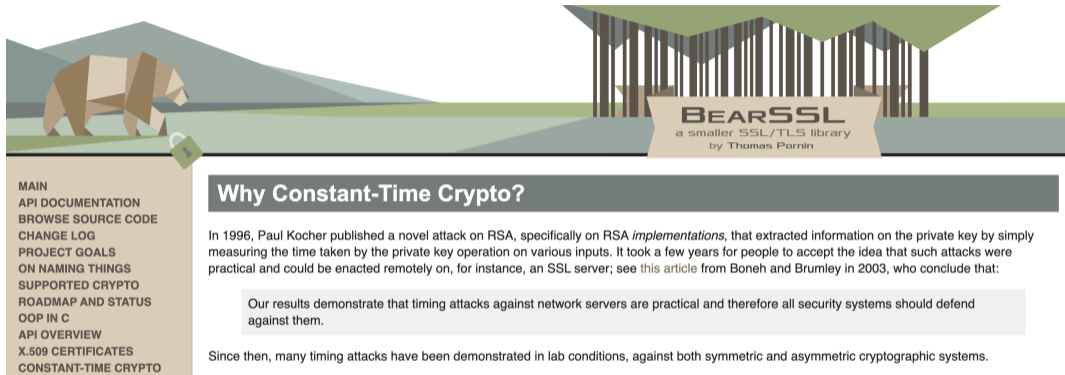 BEARSSL
a smaller SSL/TLS library
by Thomas Pornin
MAIN
API DOCUMENTATION
BROWSE SOURCE CODE
CHANGE LOG
PROJECT GOALS
ON NAMING THINGS
SUPPORTED CRYPTO
ROADMAP AND STATUS
OOP IN C
API OVERVIEW
X.509 CERTIFICATES
CONSTANT-TIME CRYPTO
Why Constant-Time Crypto?
In 1996, Paul Kocher published a novel attack on RSA, specifically on RSA implementations, that extracted information on the private key by simply
measuring the time taken by the private key operation on various inputs. It took a few years for people to accept the idea that such attacks were
practical and could be enacted remotely on, for instance, an SSL server; see this article from Boneh and Brumley in 2003, who conclude that:
Our results demonstrate that timing attacks against network servers are practical and therefore all security systems should defend
against them.
Since then, many timing attacks have been demonstrated in lab conditions, against both symmetric and asymmetric cryptographic systems.